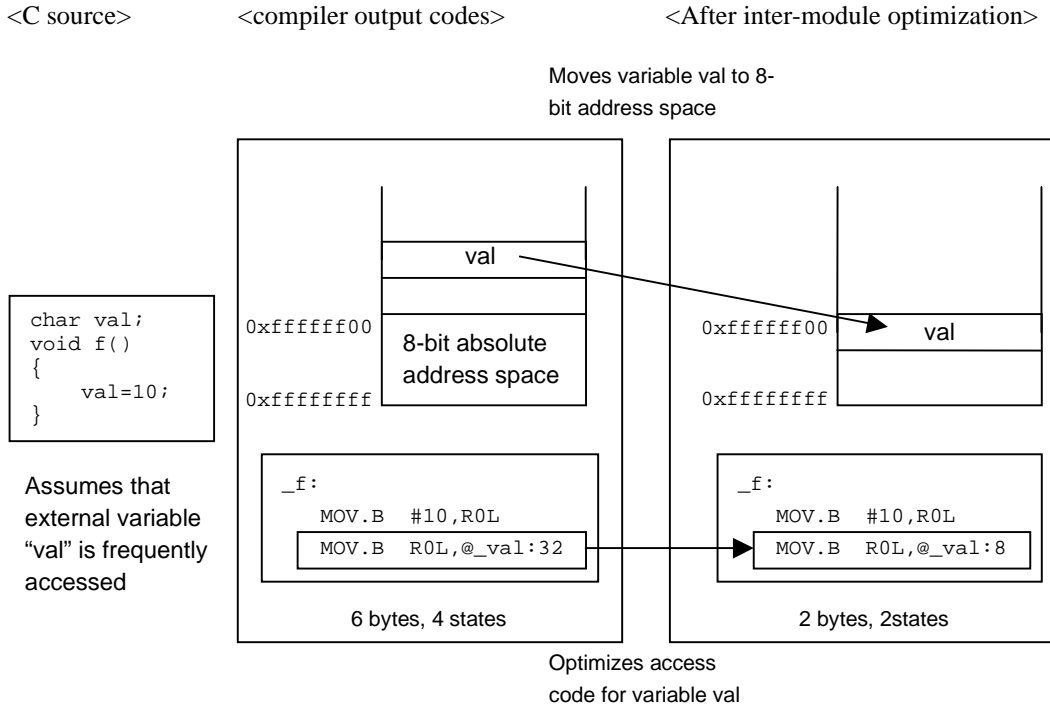 <C source>
<compiler output codes>
<After inter-module optimization>
Moves variable val to 8-
bit address space
char val;
void f()
{
    val=10;
}
Assumes that
external variable
“val” is frequently
accessed
val
0xffffff00
8-bit absolute
address space
0xffffffff
_f:
MOV.B #10,R0L
MOV.B R0L,@_val:32
6 bytes, 4 states
0xffffff00
val
0xffffffff
_f:
MOV.B #10,R0L
MOV.B R0L,@_val:8
2 bytes, 2states
Optimizes access
code for variable val